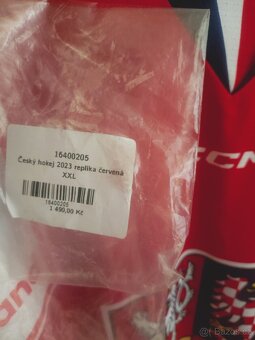 16400205
Český hokej 2023 replika červená
XXL
16400205
1 499,00 Kč
CCM